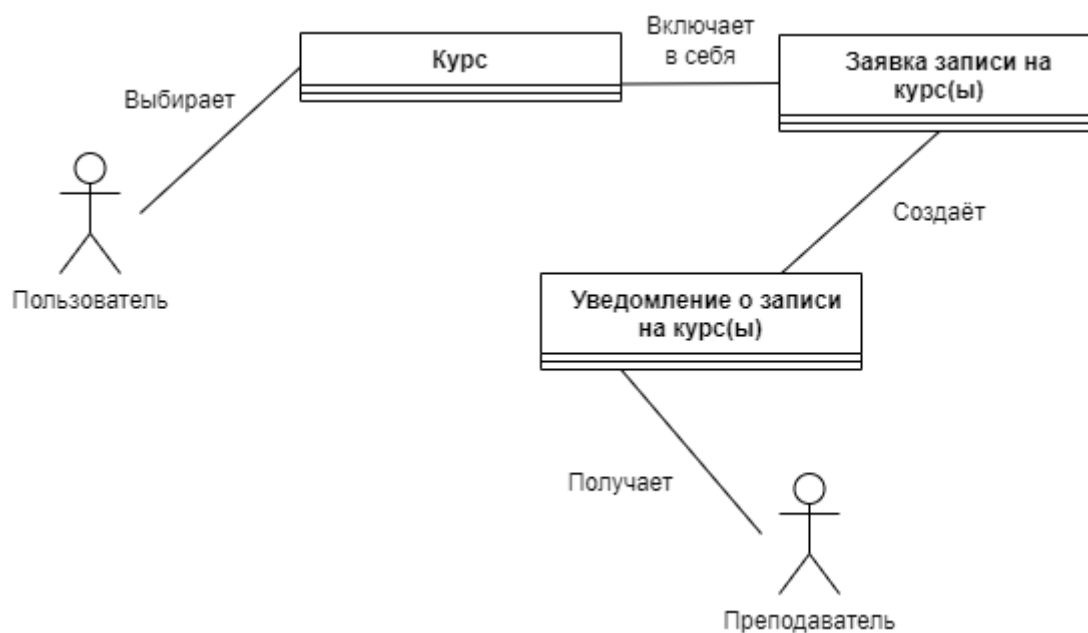 Включает
в себя
Курс
Заявка записи на
курс(ы)
Выбирает
Создаёт
Пользователь
Уведомление о записи
на курс(ы)
Получает
Преподаватель